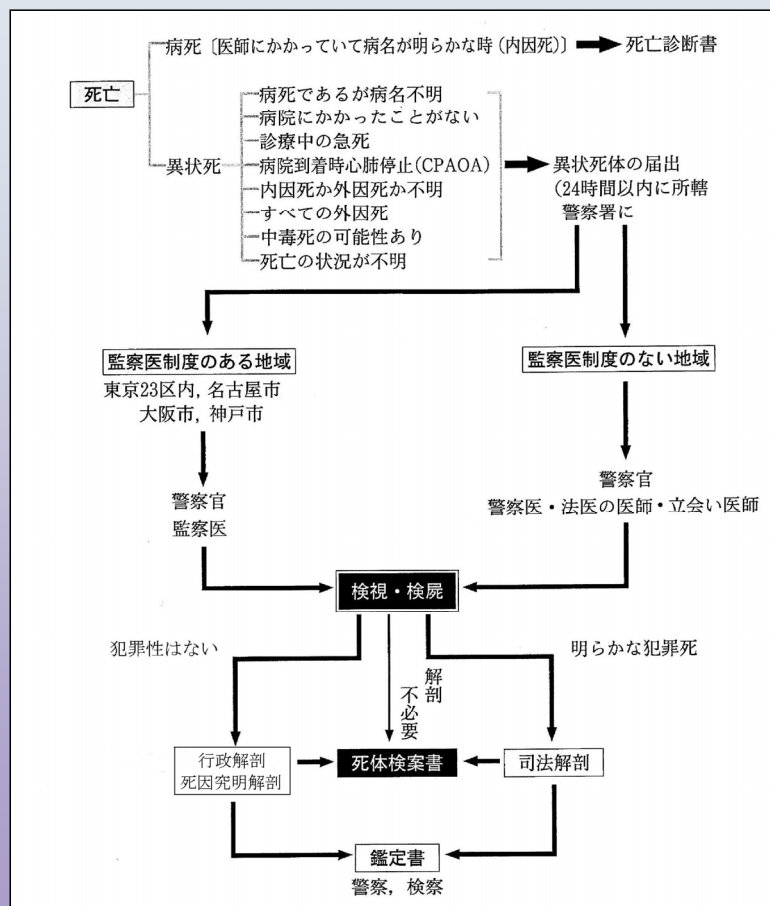 病死〔医師にかかっていて病名が明らかな時(内因死)〕
死亡診断書
死亡
病死であるが病名不明
病院にかかったことがない
診療中の急死
異状死
病院到着時心肺停止(CPAOA)
内因死か外因死か不明
すべての外因死
中毒死の可能性あり
死亡の状況が不明
異状死体の届出
(24時間以内に所轄
警察署に
監察医制度のある地域
東京23区内, 名古屋市
大阪市, 神戸市
監察医制度のない地域
警察官
監察医
警察官
警察医・法医の医師・立会い医師
検視・検屍
犯罪性はない
明らかな犯罪死
解剖
不必要
行政解剖
死因究明解剖
死体検案書
司法解剖
鑑定書
警察, 検察